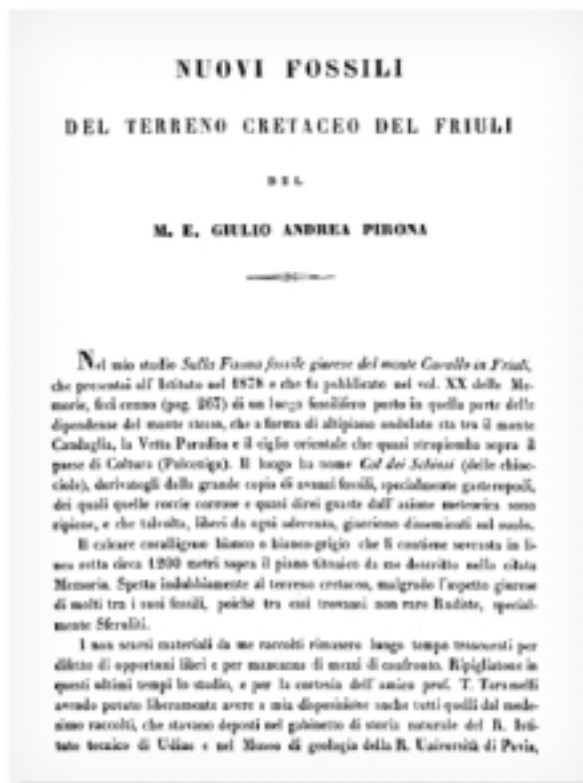 NUOVI FOSSILI
DEL TERRENO CRETACEO DEL FRIULI
DEL
M. E. GIULIO ANDREA PIRONA
Nel mio studio Sulla Fauna fossile giurese del monte Cavallo in Friuli,
che presentai all' Istituto nel 1878 e che fu pubblicato nel vol. XX delle Me-
morie, feci cenno (pag. 267) di un luogo fossilifero posto in quella parte delle
dipendenze del monte stesso, che a forma di altipiano ondulato sta tra il monte
Candaglia, la Vetta Paradisa e il ciglio orientale che quasi strapiomba sopra il
paese di Coltura (Polcenigo). Il luogo ha nome Col dei Schiosi (delle chioc-
ciole), derivatogli dalla grande copia di avanzi fossili, specialmente gasteropodi,
dei quali quelle roccie corrose e quasi direi guaste dall' azione meteorica sono
ripiene, e che talvolta, liberi da ogni aderenza, giacciono disseminati sul suolo.
Il calcare coralligeno bianco o bianco-grigio che li contiene sovrasta in li-
nea retta circa 1200 metri sopra il piano titonico da me descritto nella citata
Memoria. Spetta indubbiamente al terreno cretaceo, malgrado l'aspetto giurese
di molti tra i suoi fossili, poichè tra essi trovansi non rare Rudiste, special-
mente Sferuliti.
I non scarsi materiali da me raccolti rimasero lungo tempo trascurati per
difetto di opportuni libri e per mancanza di mezzi di confronto. Ripigliatone in
questi ultimi tempi lo studio, e per la cortesia dell' amico prof. T. Taramelli
avendo potuto liberamente avere a mia disposizione anche tutti quelli dal mede-
simo raccolti, che stavano deposti nel gabinetto di storia naturale del R. Isti-
tuto tecnico di Udine e nel Museo di geologia della R. Università di Pavia,